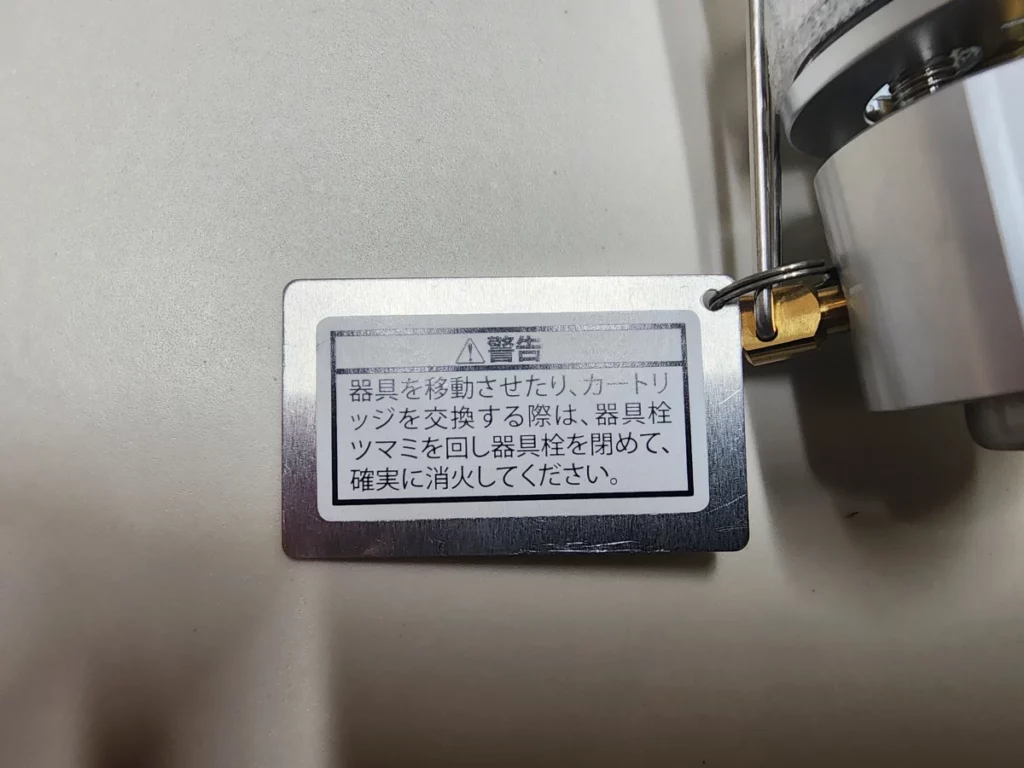 ⚠警告
器具を移動させたり、カートリ
ッジを交換する際は、器具栓
ツマミを回し器具栓を閉めて、
確実に消火してください。